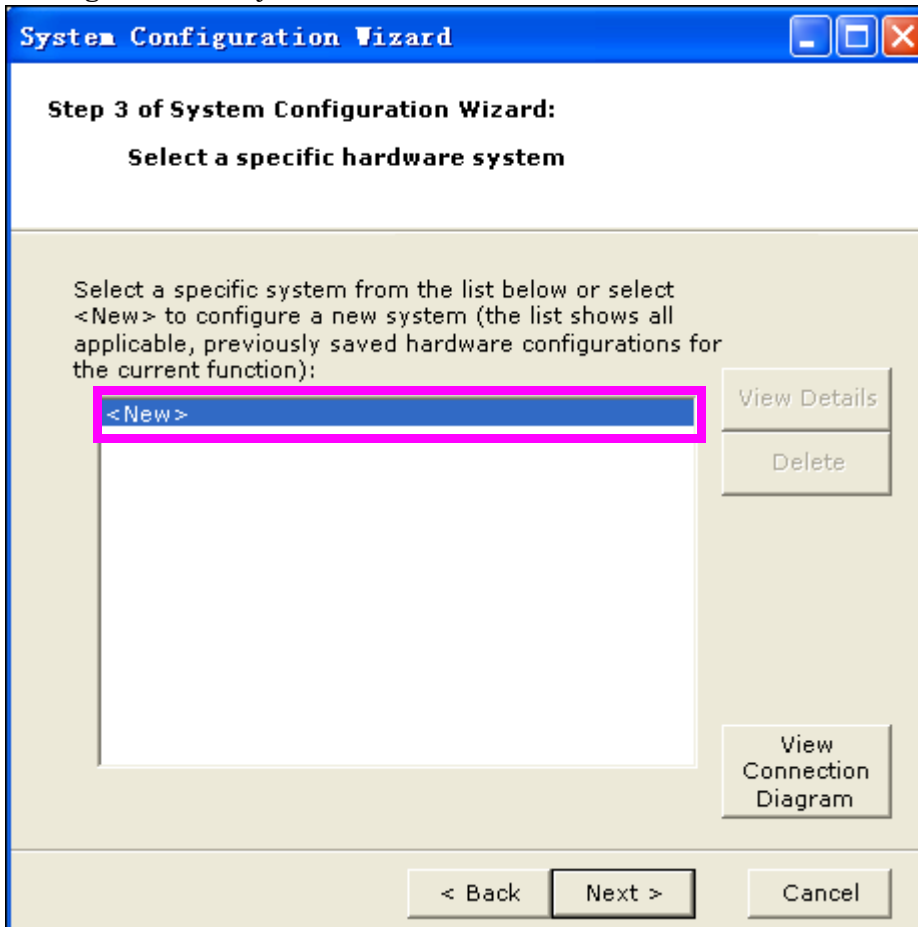 System Configuration Wizard
Step 3 of System Configuration Wizard:
Select a specific hardware system
Select a specific system from the list below or select
<New> to configure a new system (the list shows all
applicable, previously saved hardware configurations for
the current function):
<New>
View Details
Delete
View
Connection
Diagram
< Back
Next >
Cancel